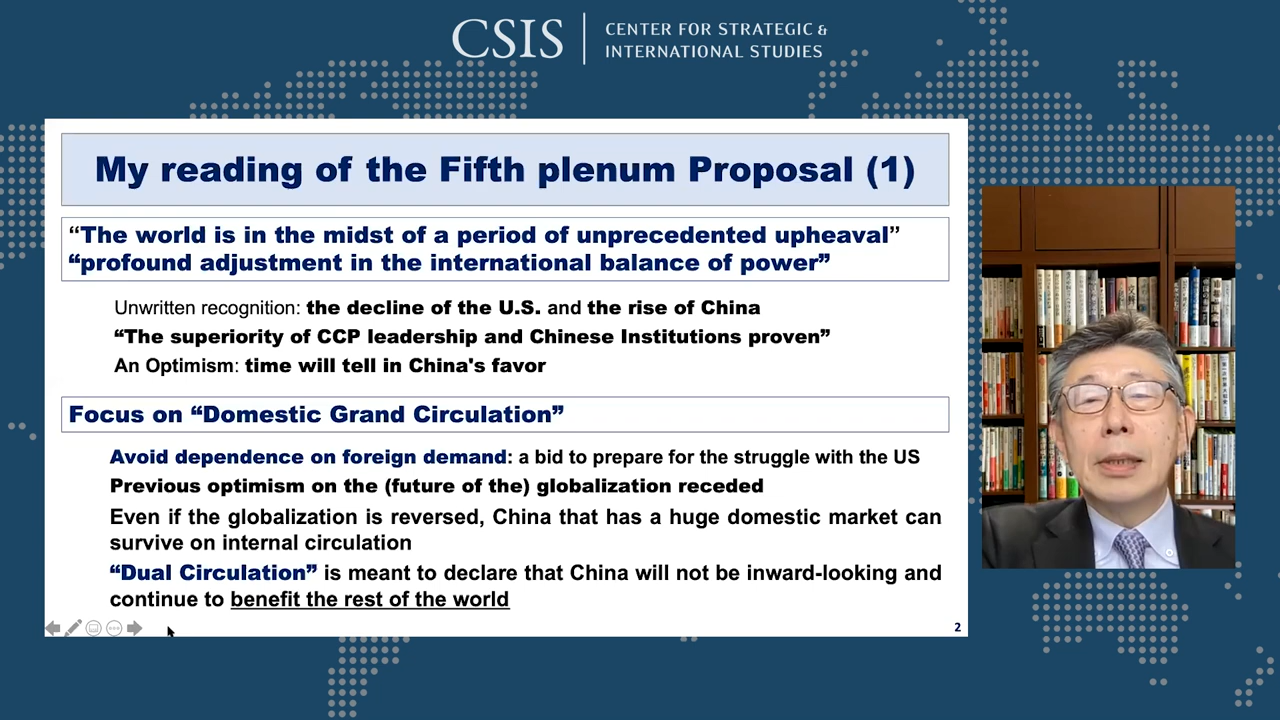 CSIS
CENTER FOR STRATEGIC &
INTERNATIONAL STUDIES
My reading of the Fifth plenum Proposal (1)
“The world is in the midst of a period of unprecedented upheaval”
“profound adjustment in the international balance of power”
Unwritten recognition: the decline of the U.S. and the rise of China
“The superiority of CCP leadership and Chinese Institutions proven”
An Optimism: time will tell in China's favor
Focus on “Domestic Grand Circulation”
Avoid dependence on foreign demand: a bid to prepare for the struggle with the US
Previous optimism on the (future of the) globalization receded
Even if the globalization is reversed, China that has a huge domestic market can
survive on internal circulation
“Dual Circulation” is meant to declare that China will not be inward-looking and
continue to benefit the rest of the world
2